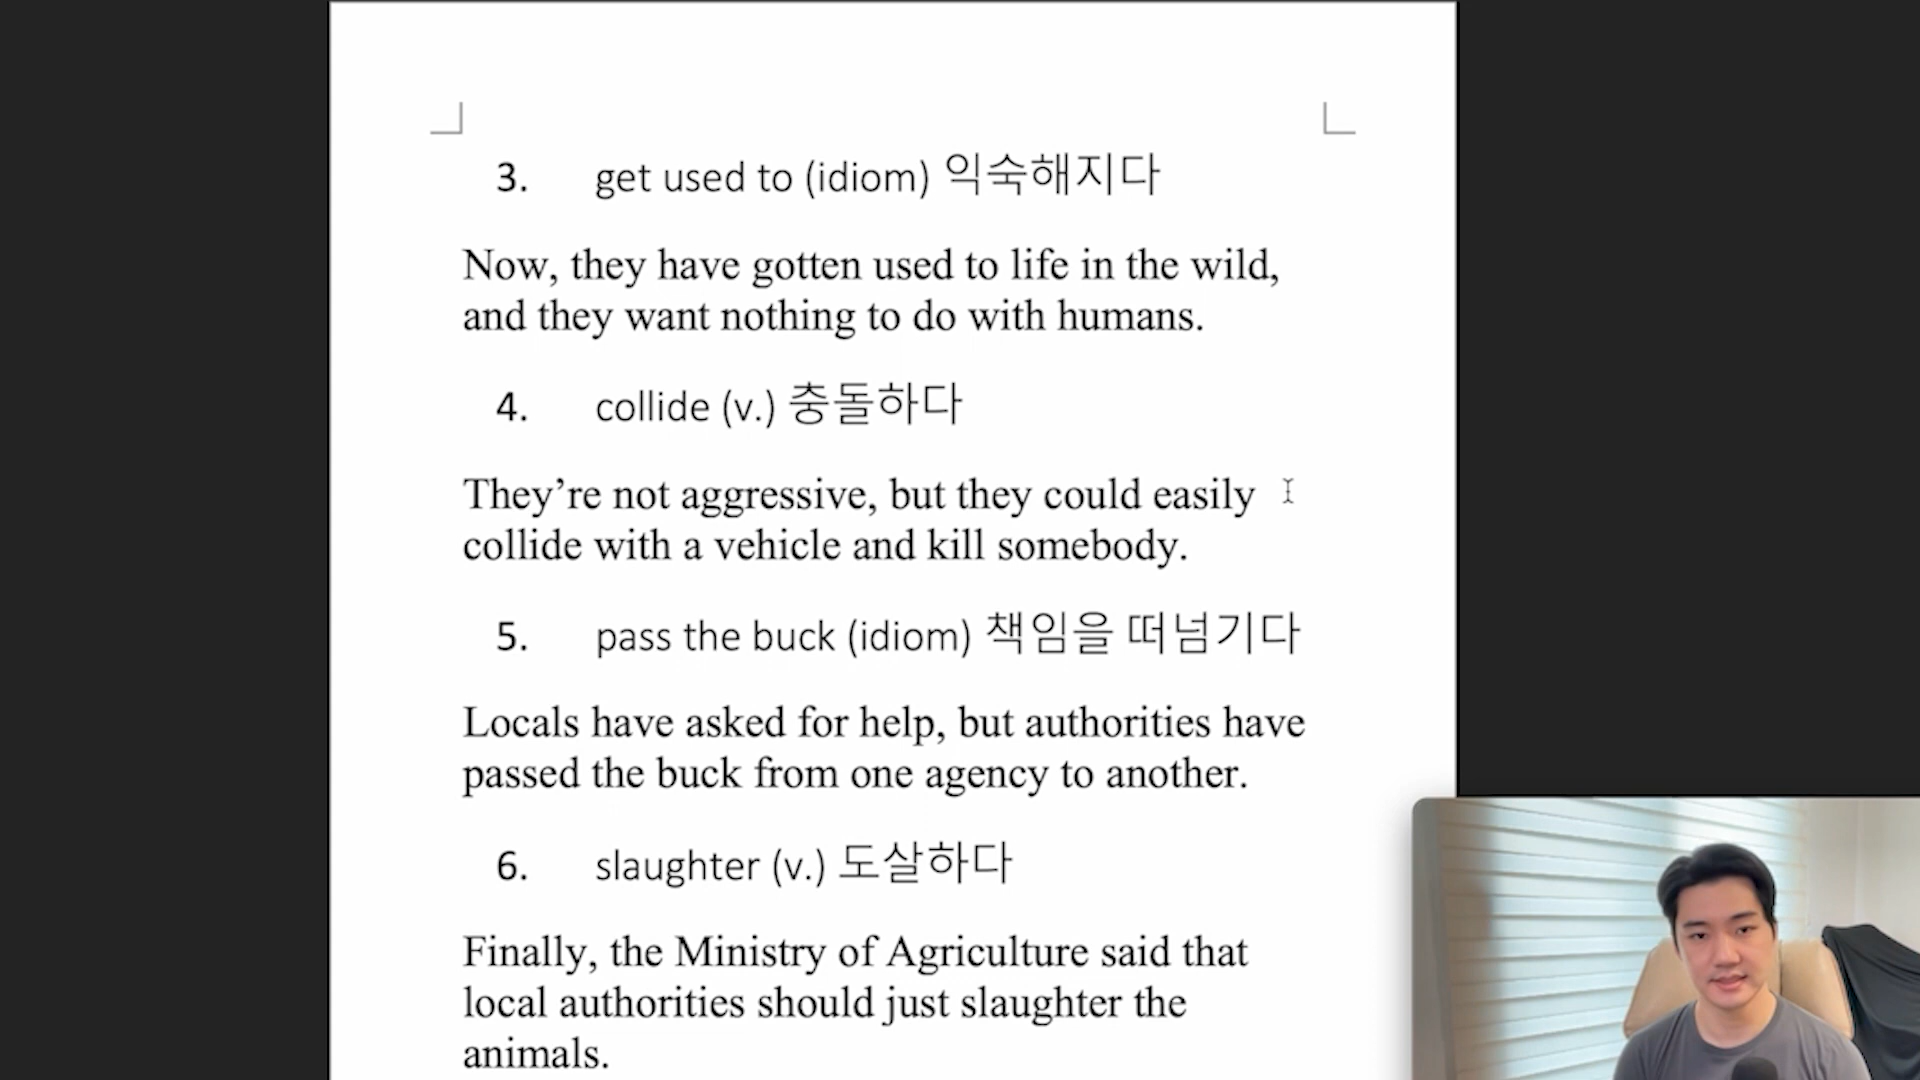 3. get used to (idiom) 익숙해지다
Now, they have gotten used to life in the wild,
and they want nothing to do with humans.
4. collide (v.) 충돌하다
They’re not aggressive, but they could easily
collide with a vehicle and kill somebody.
5. pass the buck (idiom) 책임을 떠넘기다
Locals have asked for help, but authorities have
passed the buck from one agency to another.
6. slaughter (v.) 도살하다
Finally, the Ministry of Agriculture said that
local authorities should just slaughter the
animals.